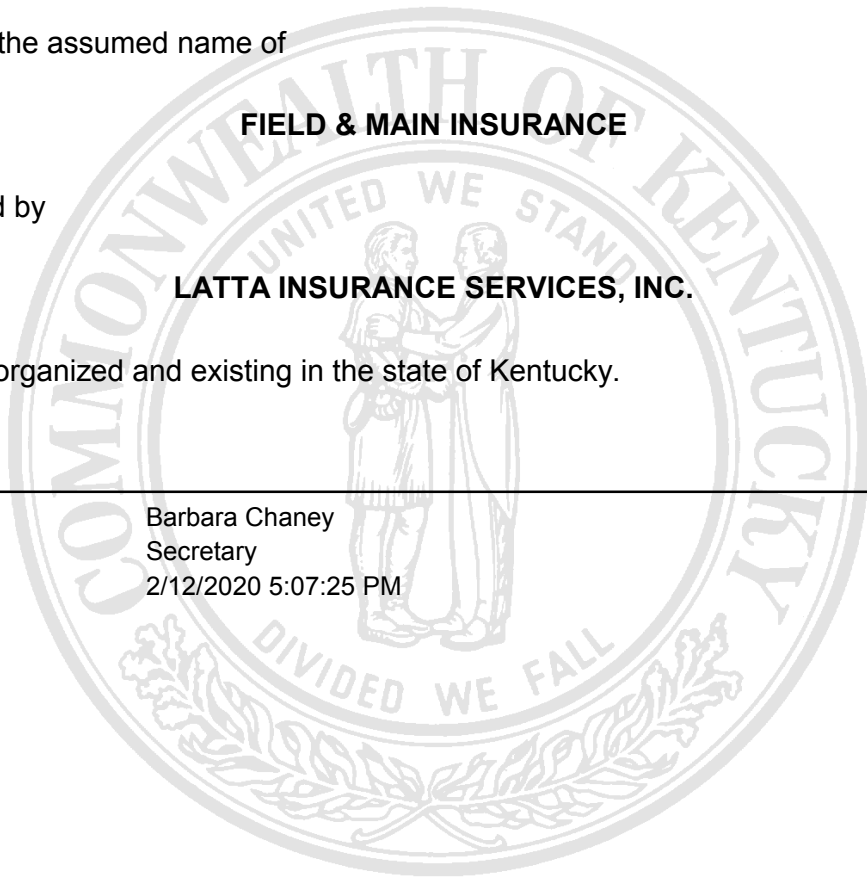 the assumed name of
FIELD & MAIN INSURANCE
d by
LATTA INSURANCE SERVICES, INC.
organized and existing in the state of Kentucky.
Barbara Chaney
Secretary
2/12/2020 5:07:25 PM
COMMONWEALTH OF KENTUCKY
UNITED WE STAND
DIVIDED WE FALL